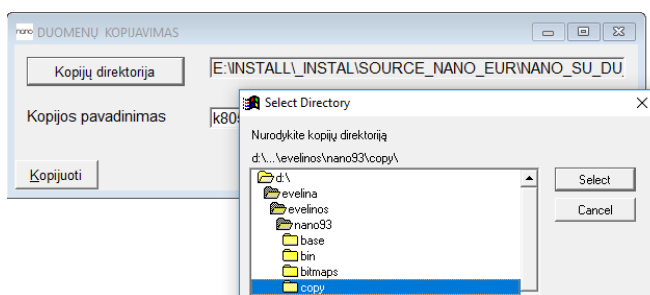 nano DUOMENŲ KOPIJAVIMAS
Kopijų direktorija E:\INSTALL\_INSTAL\SOURCE_NANO_EUR\NANO_SU_DU
Kopijos pavadinimas k80
Kopijuoti
Select Directory
Nurodykite kopijų direktoriją
d:\...\evelinos\nano93\copy\
d:\
evelina
evelinos
nano93
base
bin
bitmaps
copy
Select
Cancel